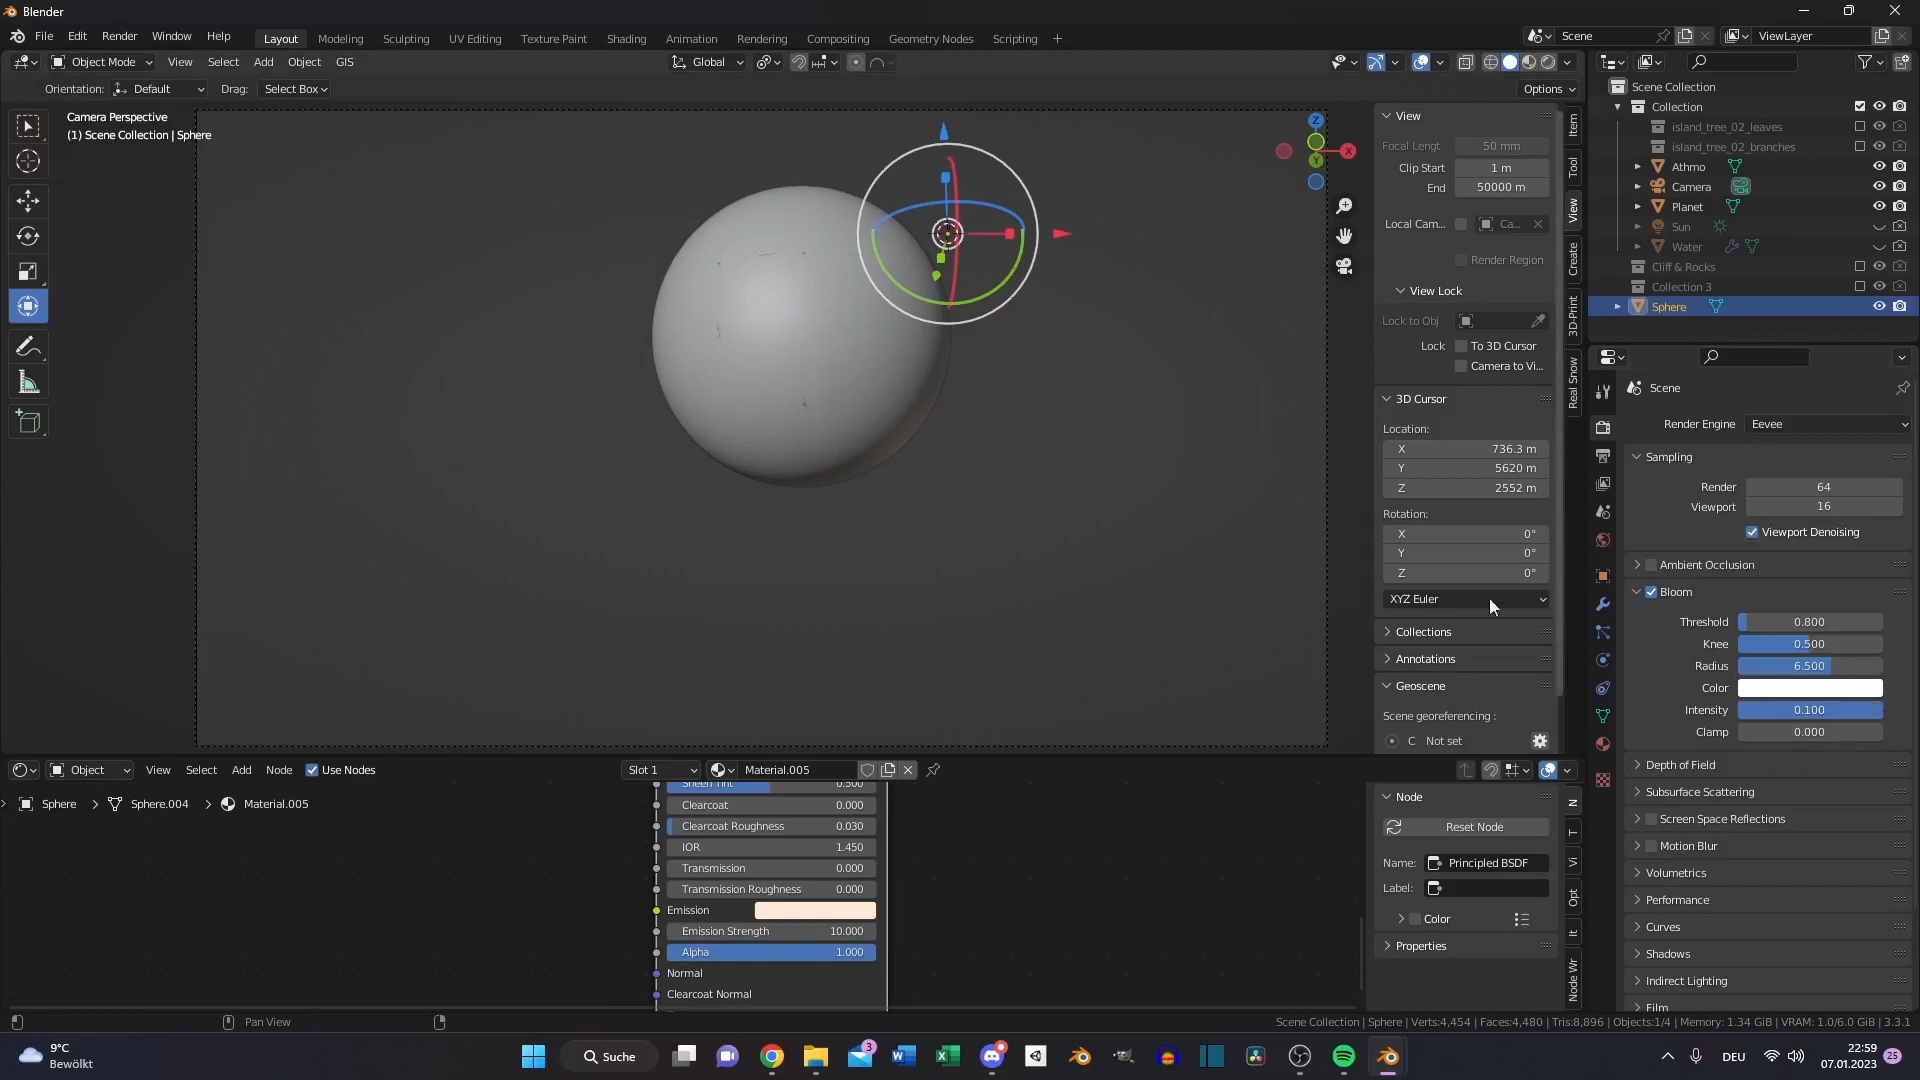 Blender
File Edit Render Window Help
Layout Modeling Sculpting UV Editing Texture Paint Shading Animation Rendering Compositing Geometry Nodes Scripting +
Scene
ViewLayer
Object Mode View Select Add Object GIS
Global
Orientation: Default Drag: Select Box
Options
Camera Perspective
(1) Scene Collection | Sphere
Z
Y
X
View
Focal Lengt 50 mm
Clip Start 1 m
End 50000 m
Local Cam... Ca...
Render Region
View Lock
Lock to Obj
Lock To 3D Cursor
Camera to Vi...
3D Cursor
Location:
X 736.3 m
Y 5620 m
Z 2552 m
Rotation:
X 0°
Y 0°
Z 0°
XYZ Euler
Collections
Annotations
Geoscene
Scene georeferencing :
C Not set
Item
Tool
View
Create
3D-Print
Real Snow
Scene Collection
Collection
island_tree_02_leaves
island_tree_02_branches
Athmo
Camera
Planet
Sun
Water
Cliff & Rocks
Collection 3
Sphere
Scene
Render Engine Eevee
Sampling
Render 64
Viewport 16
Viewport Denoising
Ambient Occlusion
Bloom
Threshold 0.800
Knee 0.500
Radius 6.500
Color
Intensity 0.100
Clamp 0.000
Depth of Field
Subsurface Scattering
Screen Space Reflections
Motion Blur
Volumetrics
Performance
Curves
Shadows
Indirect Lighting
Film
Object View Select Add Node Use Nodes
Slot 1 Material.005
Sphere > Sphere.004 > Material.005
Sheen Tint 0.500
Clearcoat 0.000
Clearcoat Roughness 0.030
IOR 1.450
Transmission 0.000
Transmission Roughness 0.000
Emission
Emission Strength 10.000
Alpha 1.000
Normal
Clearcoat Normal
Node
Reset Node
Name: Principled BSDF
Label:
Color
Properties
N
T
Vi
Opt
It
Node Wr
Pan View
Scene Collection | Sphere | Verts:4,454 | Faces:4,480 | Tris:8,896 | Objects:1/4 | Memory: 1.34 GiB | VRAM: 1.0/6.0 GiB | 3.3.1
9°C
Bewölkt
Suche
3
DEU
22:59
07.01.2023
25